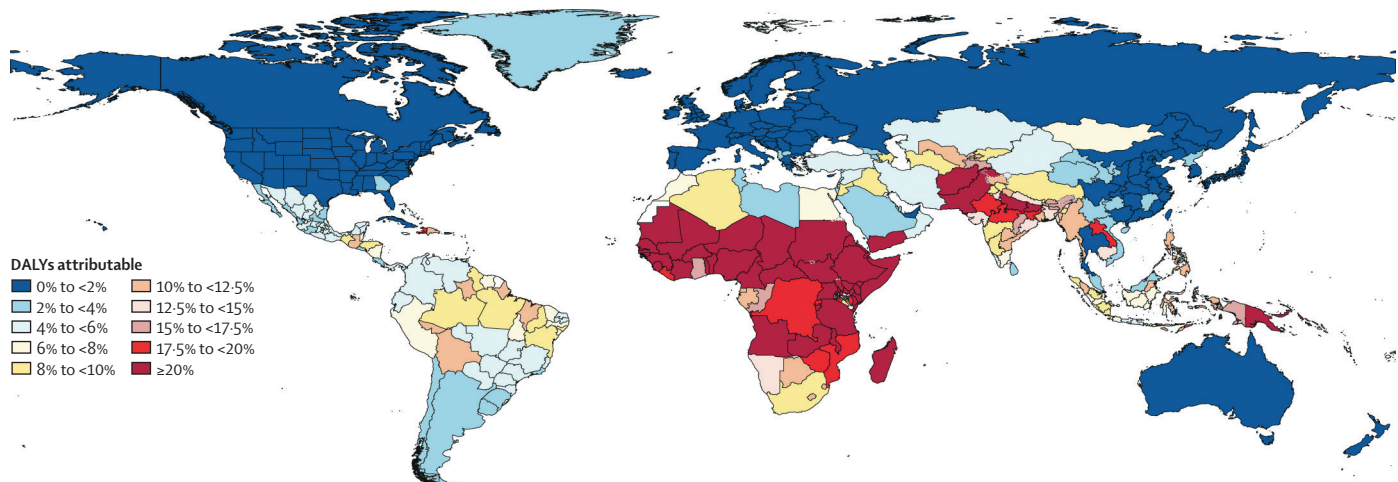 DALYs attributable
0% to <2%
2% to <4%
4% to <6%
6% to <8%
8% to <10%
10% to <12·5%
12·5% to <15%
15% to <17·5%
17·5% to <20%
≥20%